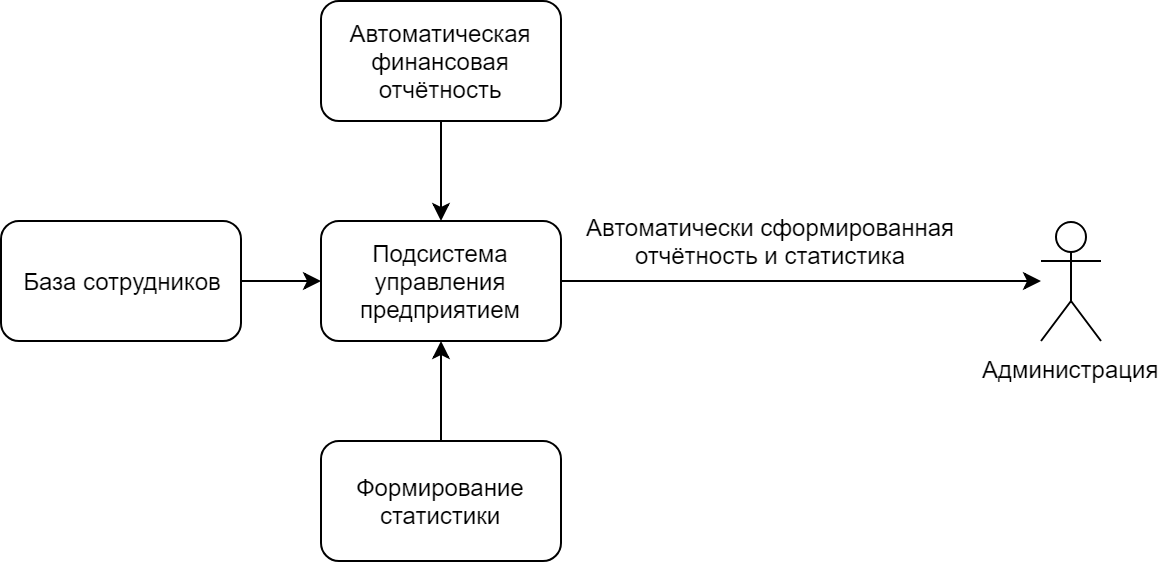 Автоматическая
финансовая
отчётность
База сотрудников
Подсистема
управления
предприятием
Автоматически сформированная
отчётность и статистика
Администрация
Формирование
статистики